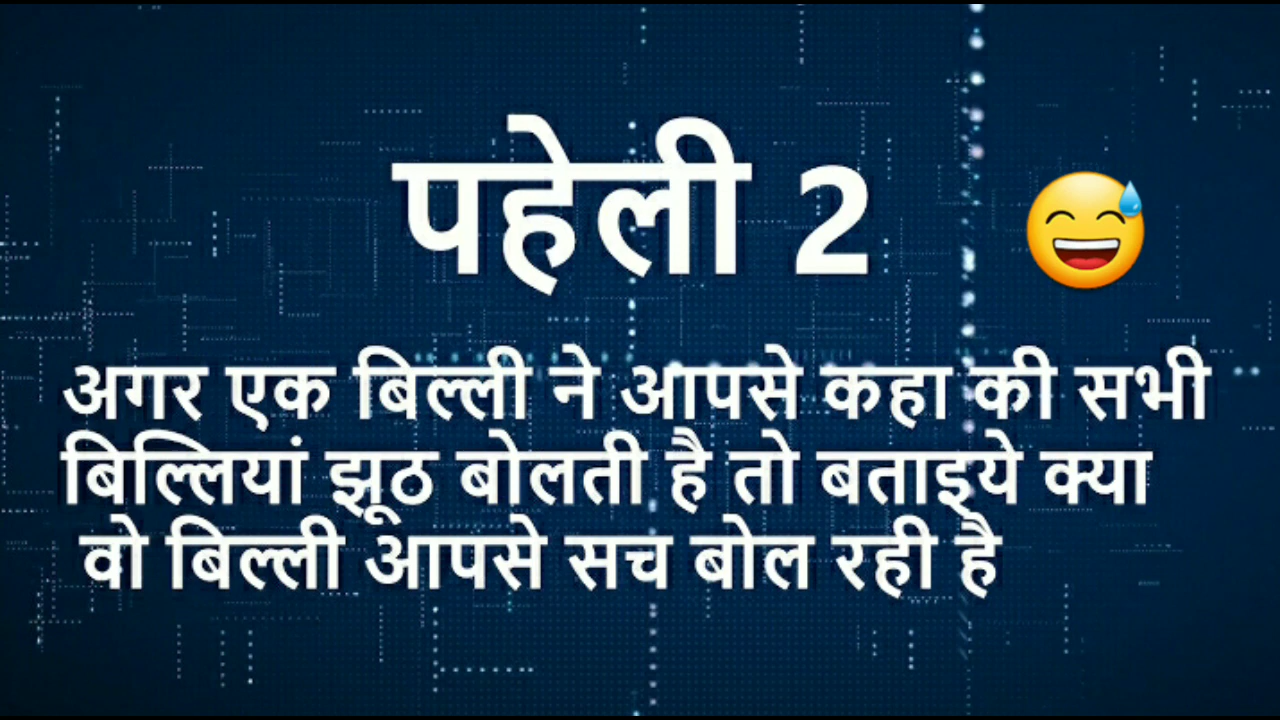 पहेली 2
अगर एक बिल्ली ने आपसे कहा की सभी
बिल्लियां झूठ बोलती है तो बताइये क्या
वो बिल्ली आपसे सच बोल रही है